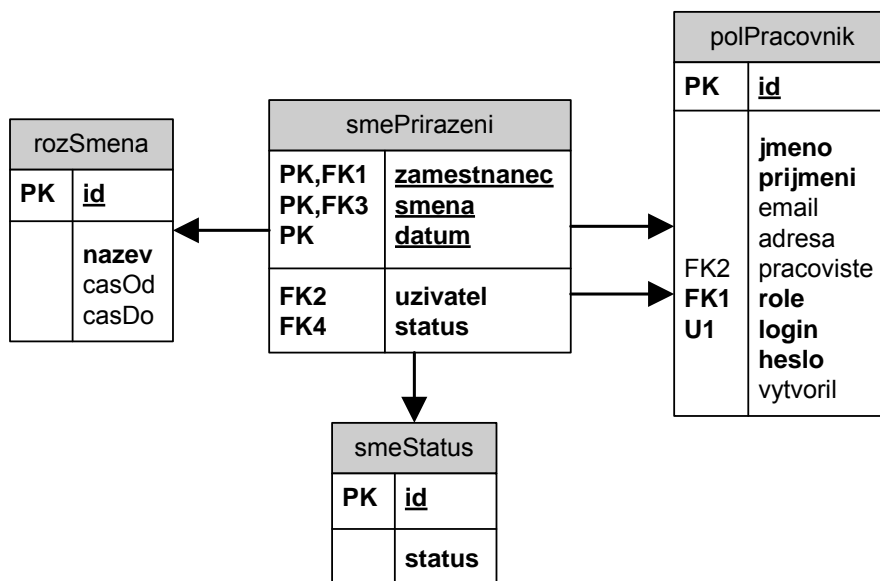 rozSmena
PK id
nazev
casOd
casDo
smePrirazeni
PK,FK1 zamestnanec
PK,FK3 smena
PK datum
FK2 uzivatel
FK4 status
polPracovnik
PK id
jmeno
prijmeni
email
adresa
FK2 pracoviste
FK1 role
U1 login
heslo
vytvoril
smeStatus
PK id
status